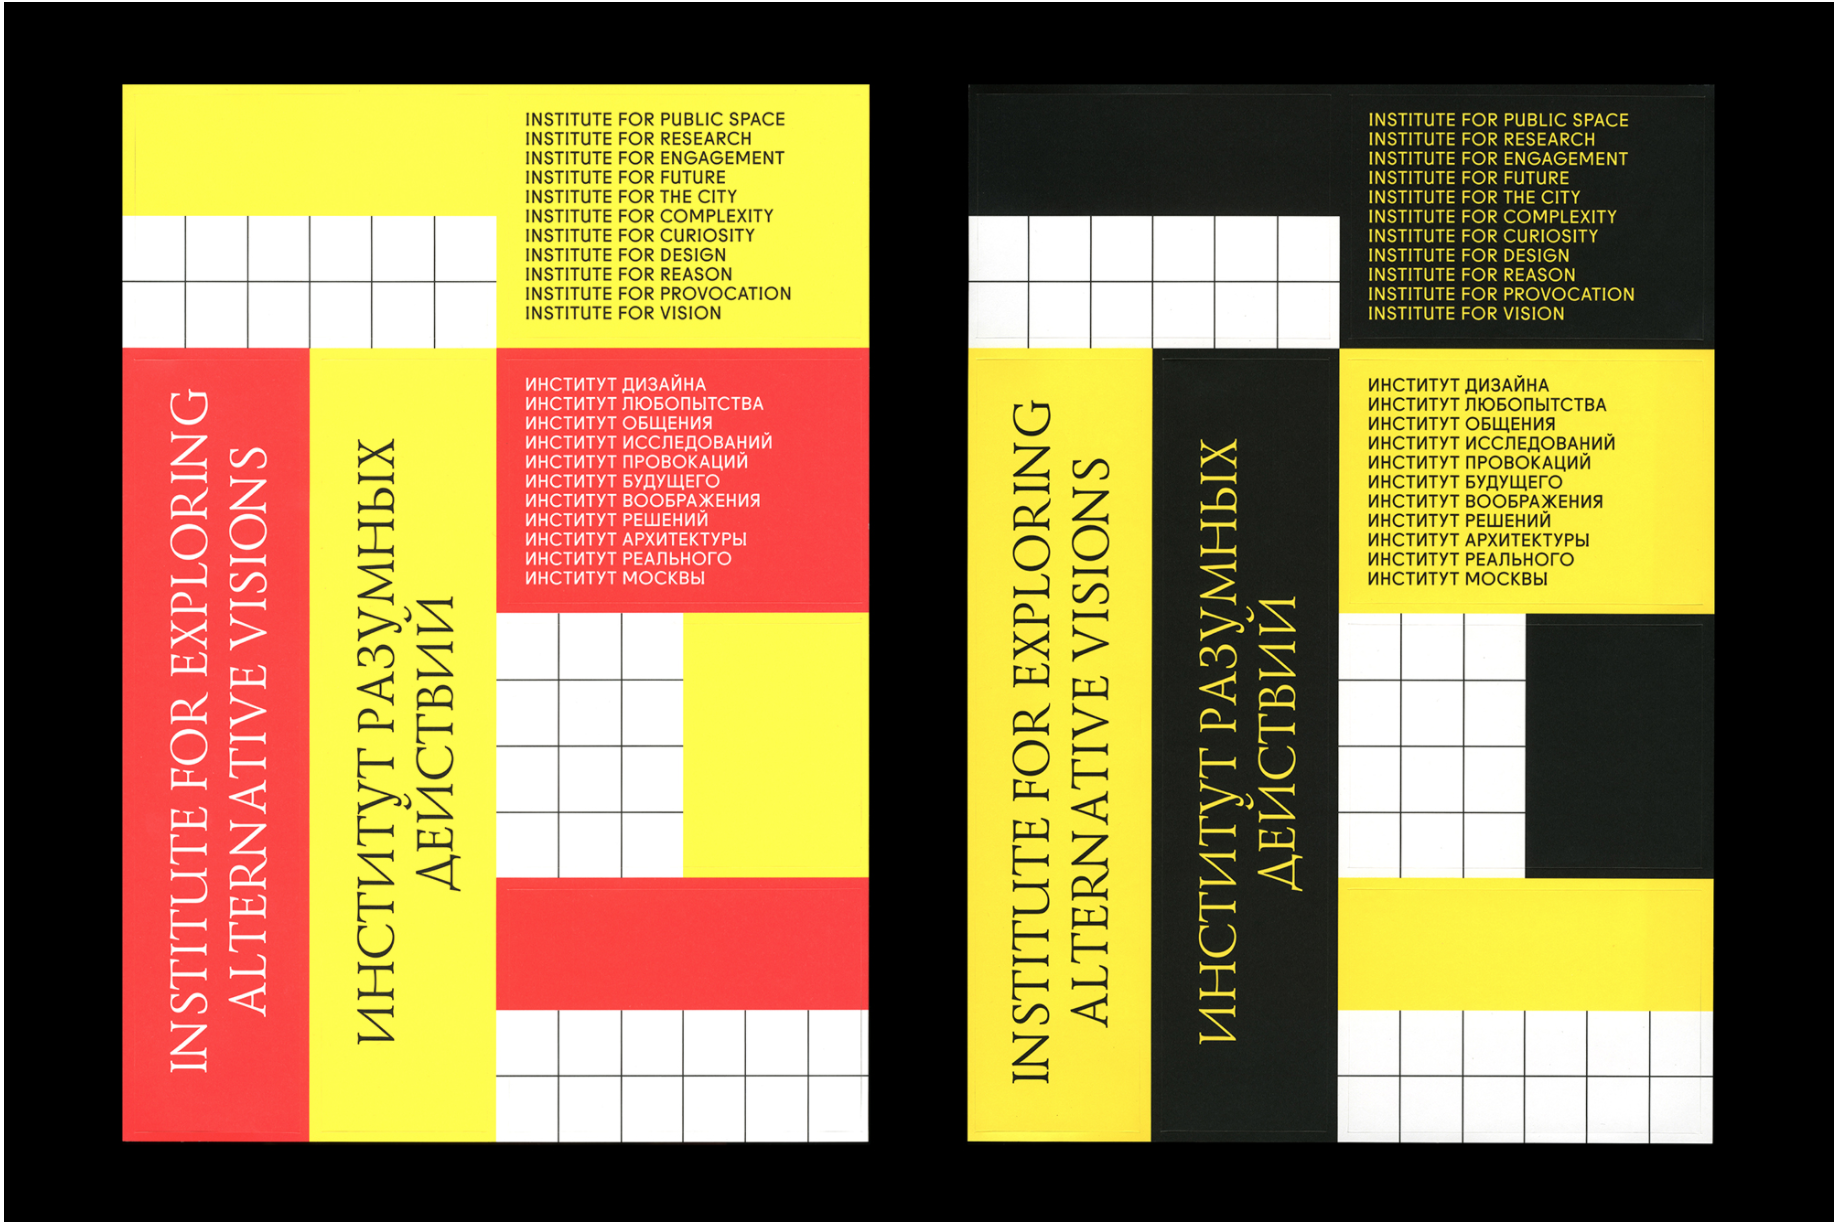 INSTITUTE FOR PUBLIC SPACE
INSTITUTE FOR RESEARCH
INSTITUTE FOR ENGAGEMENT
INSTITUTE FOR FUTURE
INSTITUTE FOR THE CITY
INSTITUTE FOR COMPLEXITY
INSTITUTE FOR CURIOSITY
INSTITUTE FOR DESIGN
INSTITUTE FOR REASON
INSTITUTE FOR PROVOCATION
INSTITUTE FOR VISION
INSTITUTE FOR EXPLORING
ALTERNATIVE VISIONS
ИНСТИТУТ РАЗУМНЫХ
ДЕЙСТВИЙ
ИНСТИТУТ ДИЗАЙНА
ИНСТИТУТ ЛЮБОПЫТСТВА
ИНСТИТУТ ОБЩЕНИЯ
ИНСТИТУТ ИССЛЕДОВАНИЙ
ИНСТИТУТ ПРОВОКАЦИЙ
ИНСТИТУТ БУДУЩЕГО
ИНСТИТУТ ВООБРАЖЕНИЯ
ИНСТИТУТ РЕШЕНИЙ
ИНСТИТУТ АРХИТЕКТУРЫ
ИНСТИТУТ РЕАЛЬНОГО
ИНСТИТУТ МОСКВЫ
INSTITUTE FOR PUBLIC SPACE
INSTITUTE FOR RESEARCH
INSTITUTE FOR ENGAGEMENT
INSTITUTE FOR FUTURE
INSTITUTE FOR THE CITY
INSTITUTE FOR COMPLEXITY
INSTITUTE FOR CURIOSITY
INSTITUTE FOR DESIGN
INSTITUTE FOR REASON
INSTITUTE FOR PROVOCATION
INSTITUTE FOR VISION
INSTITUTE FOR EXPLORING
ALTERNATIVE VISIONS
ИНСТИТУТ РАЗУМНЫХ
ДЕЙСТВИЙ
ИНСТИТУТ ДИЗАЙНА
ИНСТИТУТ ЛЮБОПЫТСТВА
ИНСТИТУТ ОБЩЕНИЯ
ИНСТИТУТ ИССЛЕДОВАНИЙ
ИНСТИТУТ ПРОВОКАЦИЙ
ИНСТИТУТ БУДУЩЕГО
ИНСТИТУТ ВООБРАЖЕНИЯ
ИНСТИТУТ РЕШЕНИЙ
ИНСТИТУТ АРХИТЕКТУРЫ
ИНСТИТУТ РЕАЛЬНОГО
ИНСТИТУТ МОСКВЫ